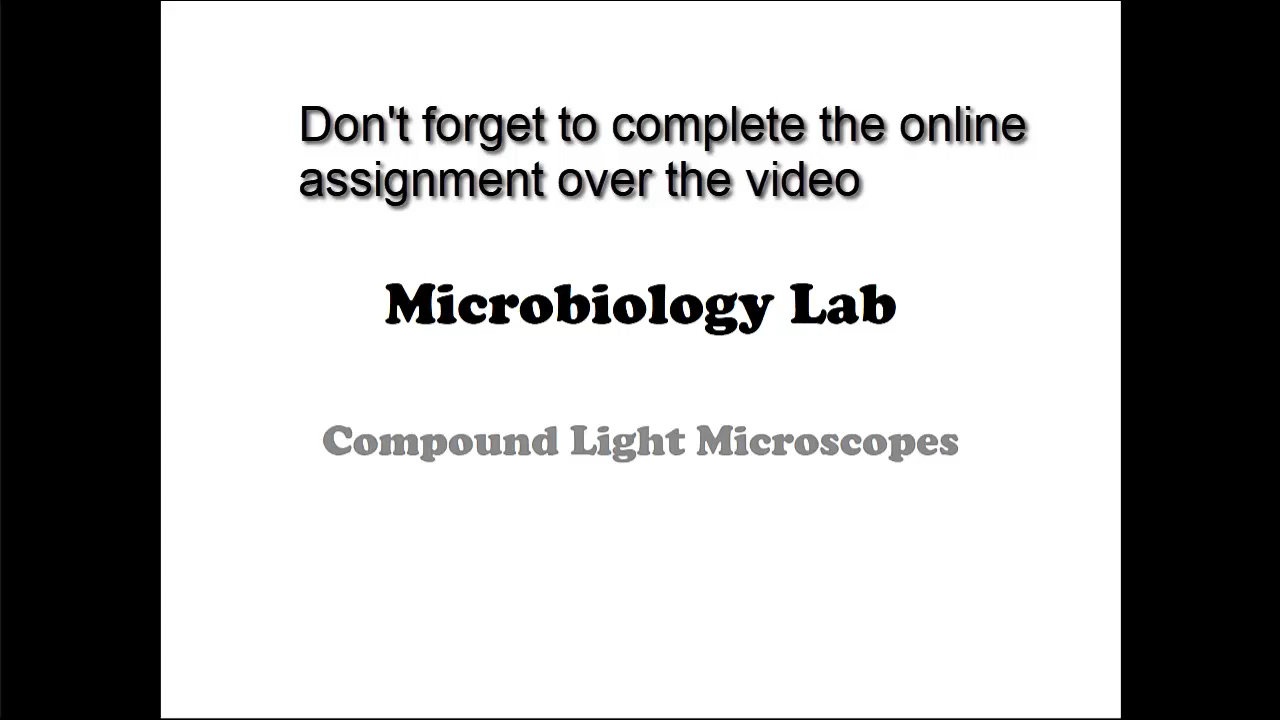 Don't forget to complete the online
assignment over the video
Microbiology Lab
Compound Light Microscopes